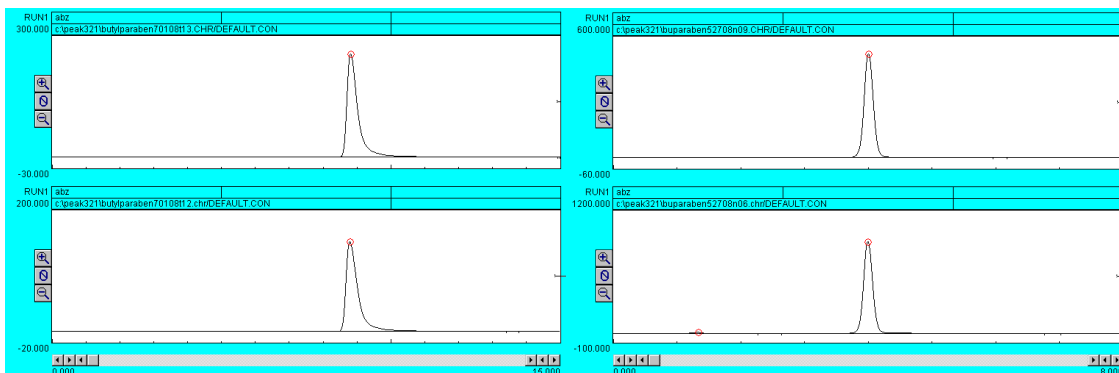 RUN1 abz
300.000 c:\peak321\butylparaben70108t13.CHR/DEFAULT.CON
-30.000
RUN1 abz
200.000 c:\peak321\butylparaben70108t12.chr/DEFAULT.CON
-20.000
0.000 15.000
RUN1 abz
600.000 c:\peak321\buparaben52708n09.CHR/DEFAULT.CON
-60.000
RUN1 abz
1200.000 c:\peak321\buparaben52708n06.chr/DEFAULT.CON
-100.000
0.000 8.000